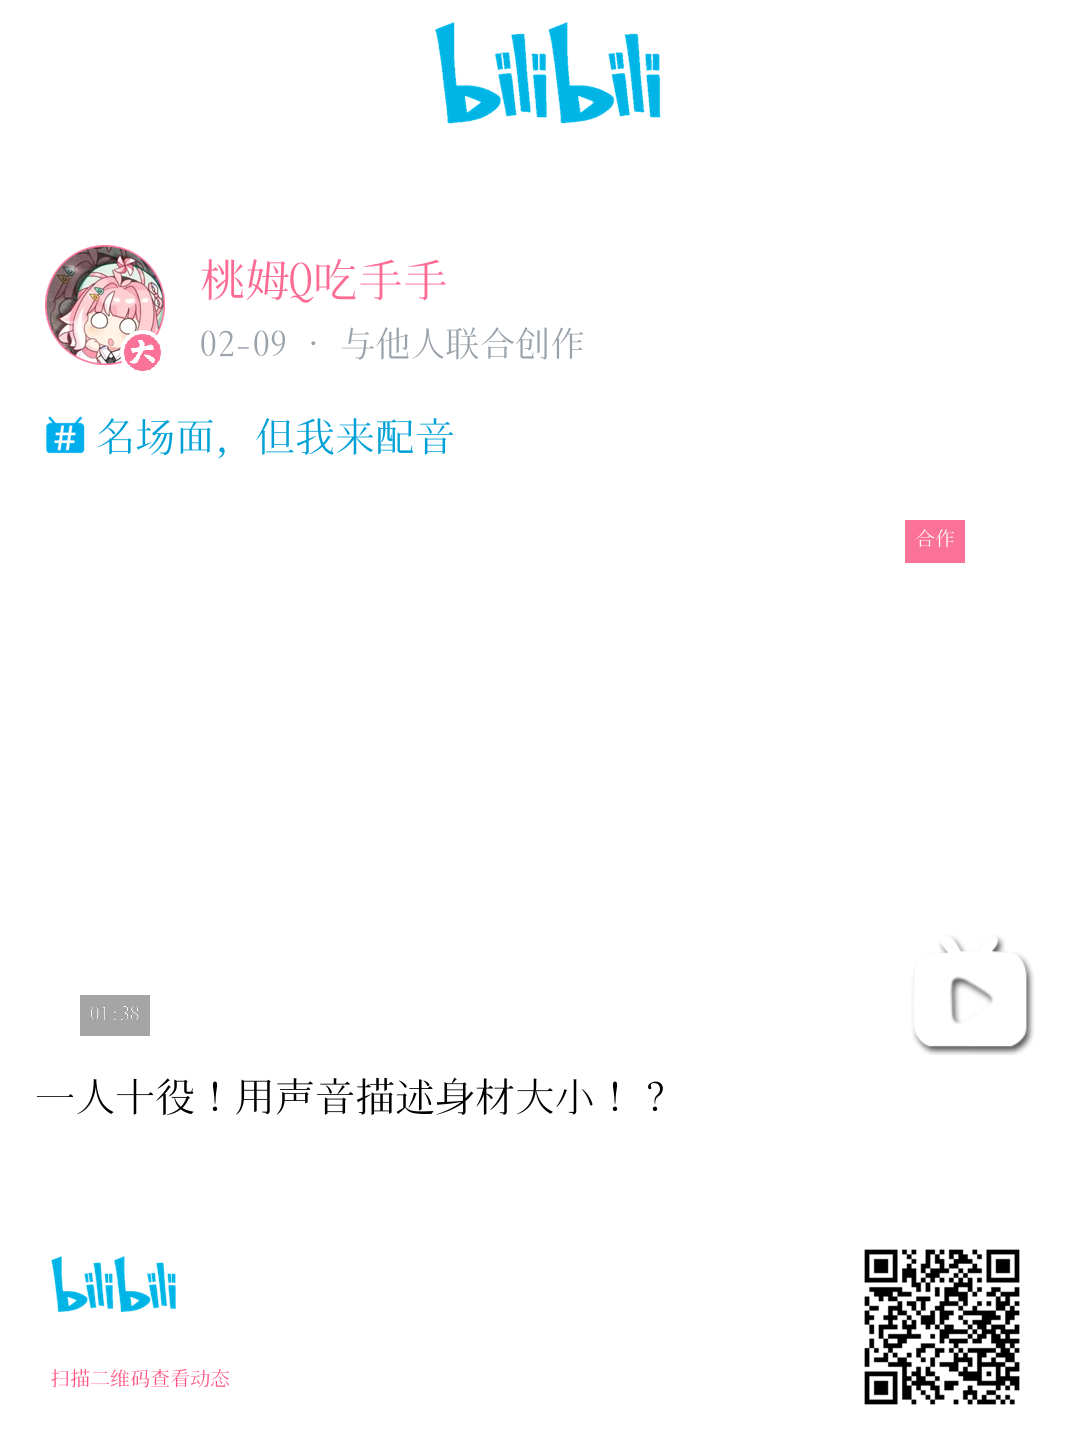 bilibili
桃姆Q吃手手
大
02-09 · 与他人联合创作
# 名场面，但我来配音
合作
01:38
一人十役！用声音描述身材大小！？
bilibili
扫描二维码查看动态